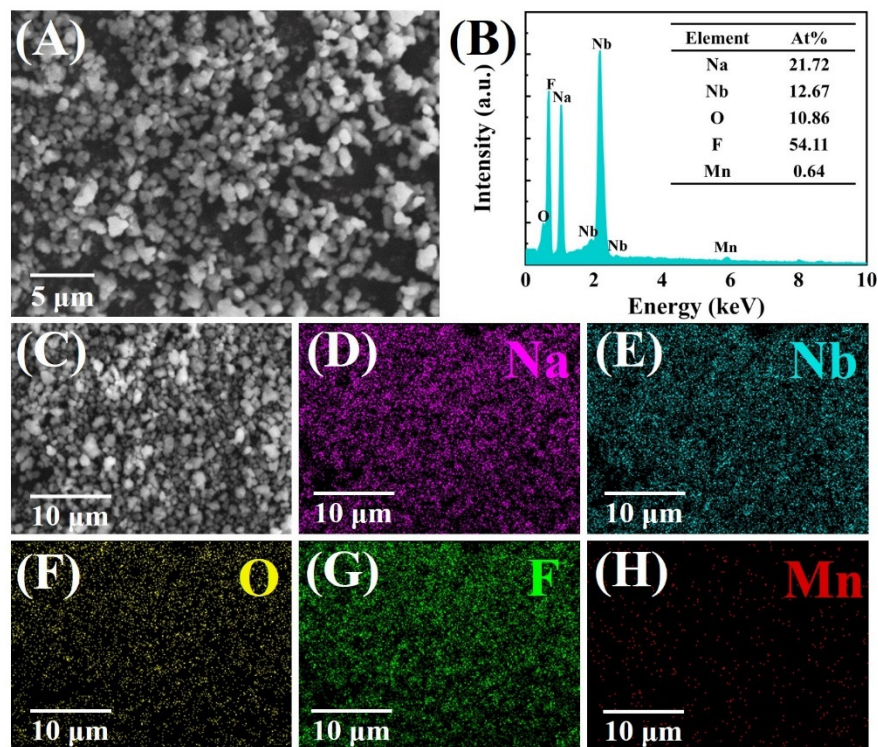 (A)
5 μm
(B)
Intensity (a.u.)
O
F
Na
Nb
Nb
Nb
Mn
Element At%
Na 21.72
Nb 12.67
O 10.86
F 54.11
Mn 0.64
0 2 4 6 8 10
Energy (keV)
(C)
10 μm
(D)
Na
10 μm
(E)
Nb
10 μm
(F)
O
10 μm
(G)
F
10 μm
(H)
Mn
10 μm